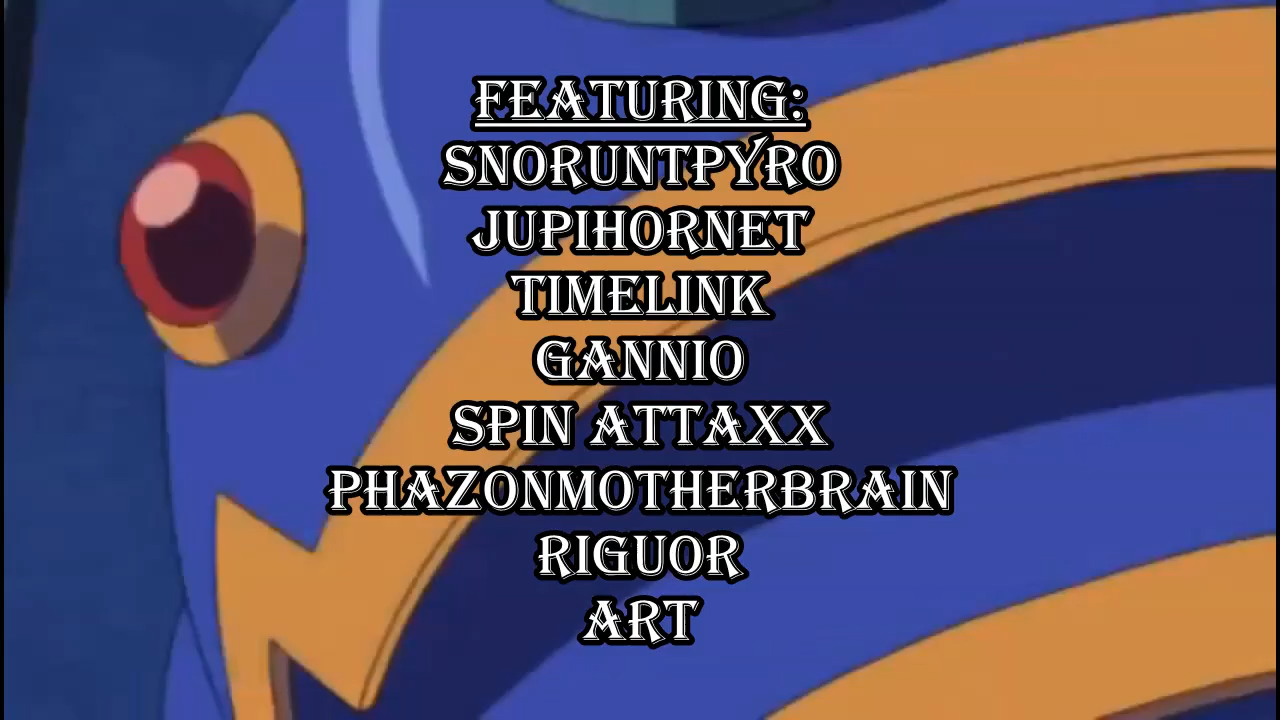 FEATURING:
SNORUNTPYRO
JUPIHORNET
TIMELINK
GANNIO
SPIN ATTAXX
PHAZONMOTHERBRAIN
RIGUOR
ART